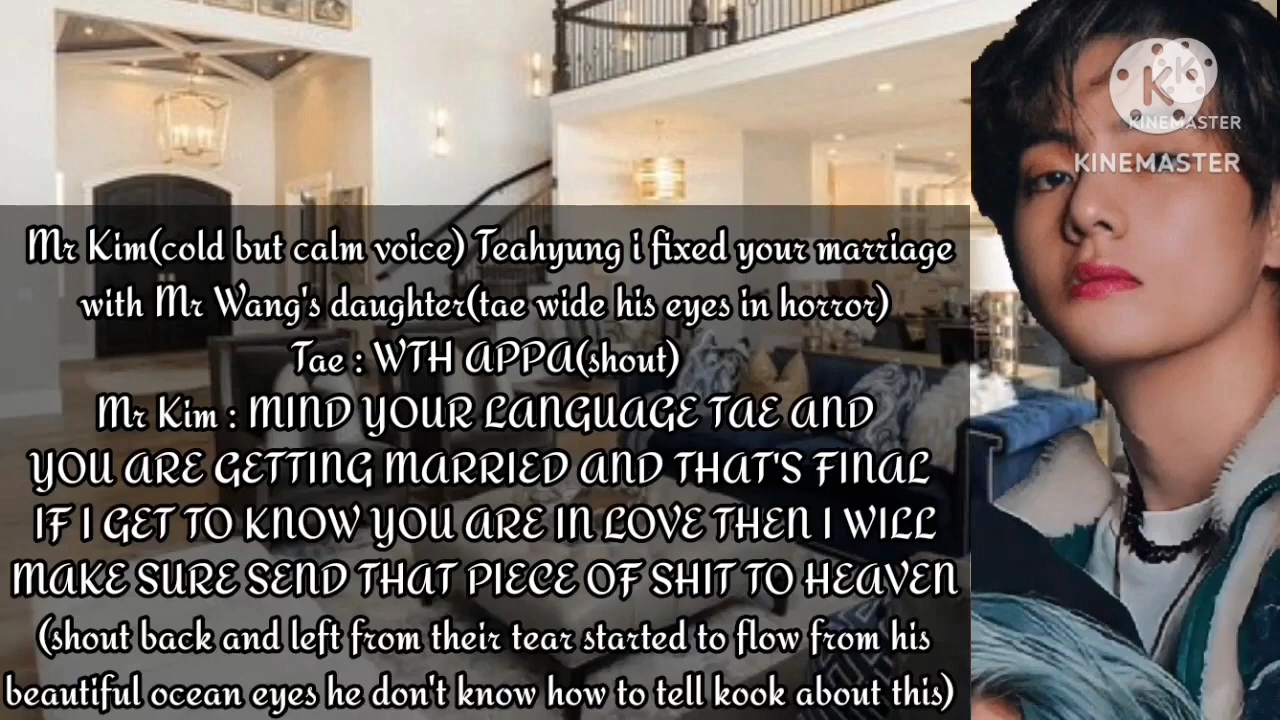 KINEMASTER
KINEMASTER
Mr Kim(cold but calm voice) Teahyung i fixed your marriage
with Mr Wang's daughter(tae wide his eyes in horror)
Tae : WTH APPA(shout)
Mr Kim : MIND YOUR LANGUAGE TAE AND
YOU ARE GETTING MARRIED AND THAT'S FINAL
IF I GET TO KNOW YOU ARE IN LOVE THEN I WILL
MAKE SURE SEND THAT PIECE OF SHIT TO HEAVEN
(shout back and left from their tear started to flow from his
beautiful ocean eyes he don't know how to tell kook about this)